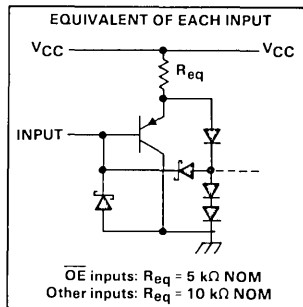 EQUIVALENT OF EACH INPUT
VCC VCC
Req
INPUT
OE inputs: Req = 5 kΩ NOM
Other inputs: Req = 10 kΩ NOM